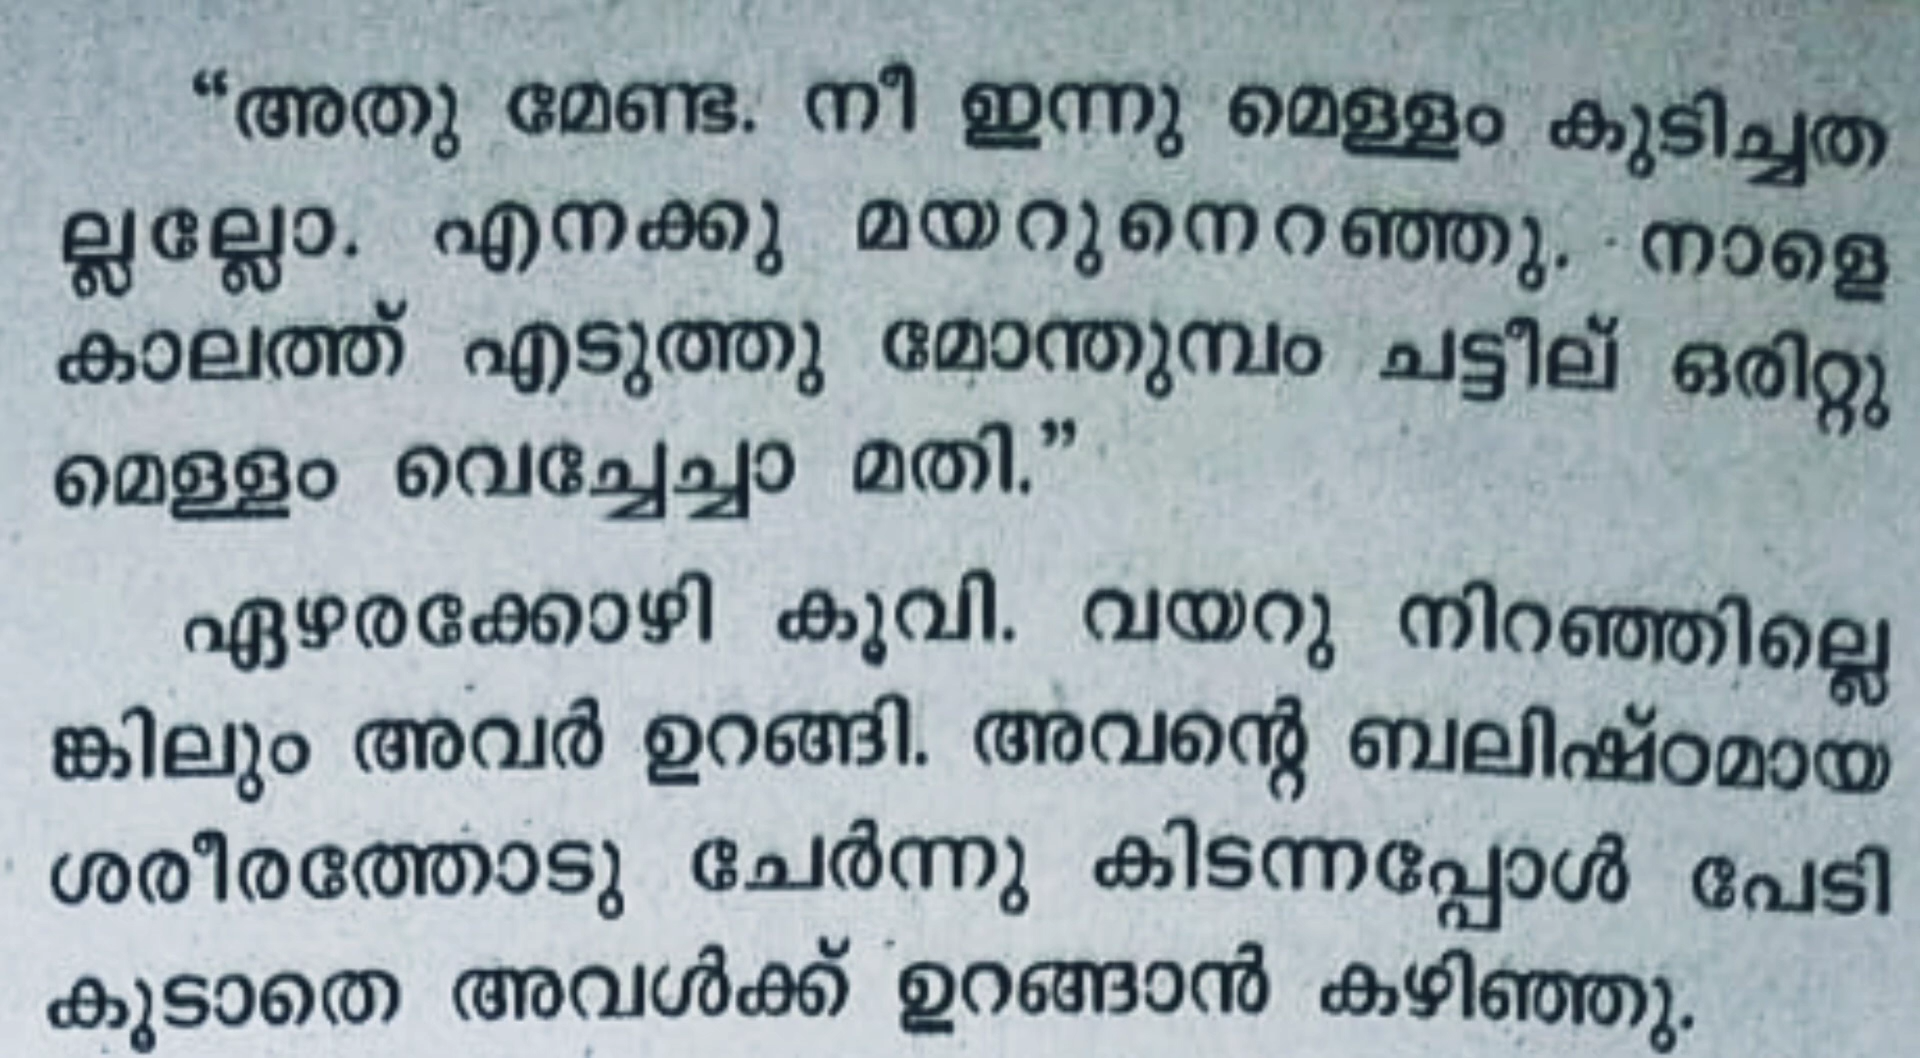 “അതു മേണ്ട. നീ ഇന്നു മെള്ളം കുടിച്ചത
ല്ലല്ലോ. എനക്കു മയറുനെറഞ്ഞു. നാളെ
കാലത്ത് എടുത്തു മോന്തുമ്പം ചട്ടീല് ഒരിറ്റു
മെള്ളം വെച്ചേച്ചാ മതി.”
ഏഴരക്കോഴി കൂവി. വയറു നിറഞ്ഞില്ലെ
ങ്കിലും അവർ ഉറങ്ങി. അവന്റെ ബലിഷ്ഠമായ
ശരീരത്തോടു ചേർന്നു കിടന്നപ്പോൾ പേടി
കൂടാതെ അവൾക്ക് ഉറങ്ങാൻ കഴിഞ്ഞു.